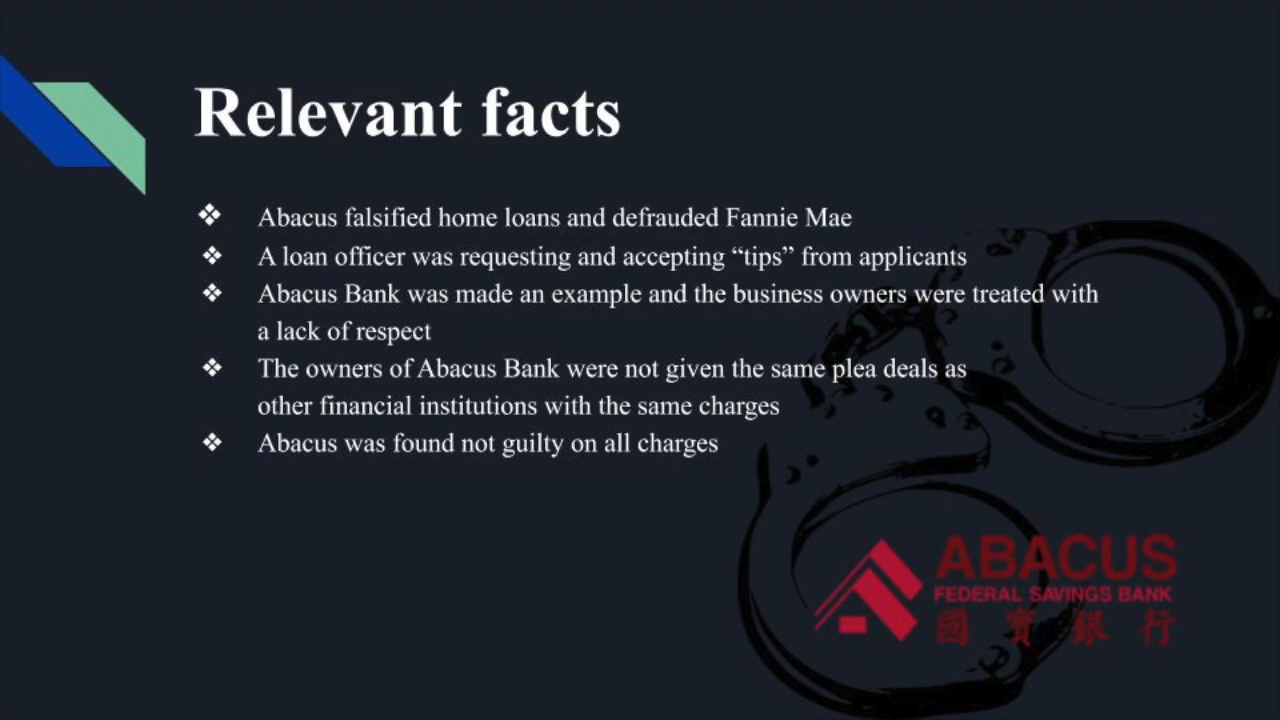 Relevant facts
❖ Abacus falsified home loans and defrauded Fannie Mae
❖ A loan officer was requesting and accepting “tips” from applicants
❖ Abacus Bank was made an example and the business owners were treated with
a lack of respect
❖ The owners of Abacus Bank were not given the same plea deals as
other financial institutions with the same charges
❖ Abacus was found not guilty on all charges
ABACUS
FEDERAL SAVINGS BANK
國寶銀行